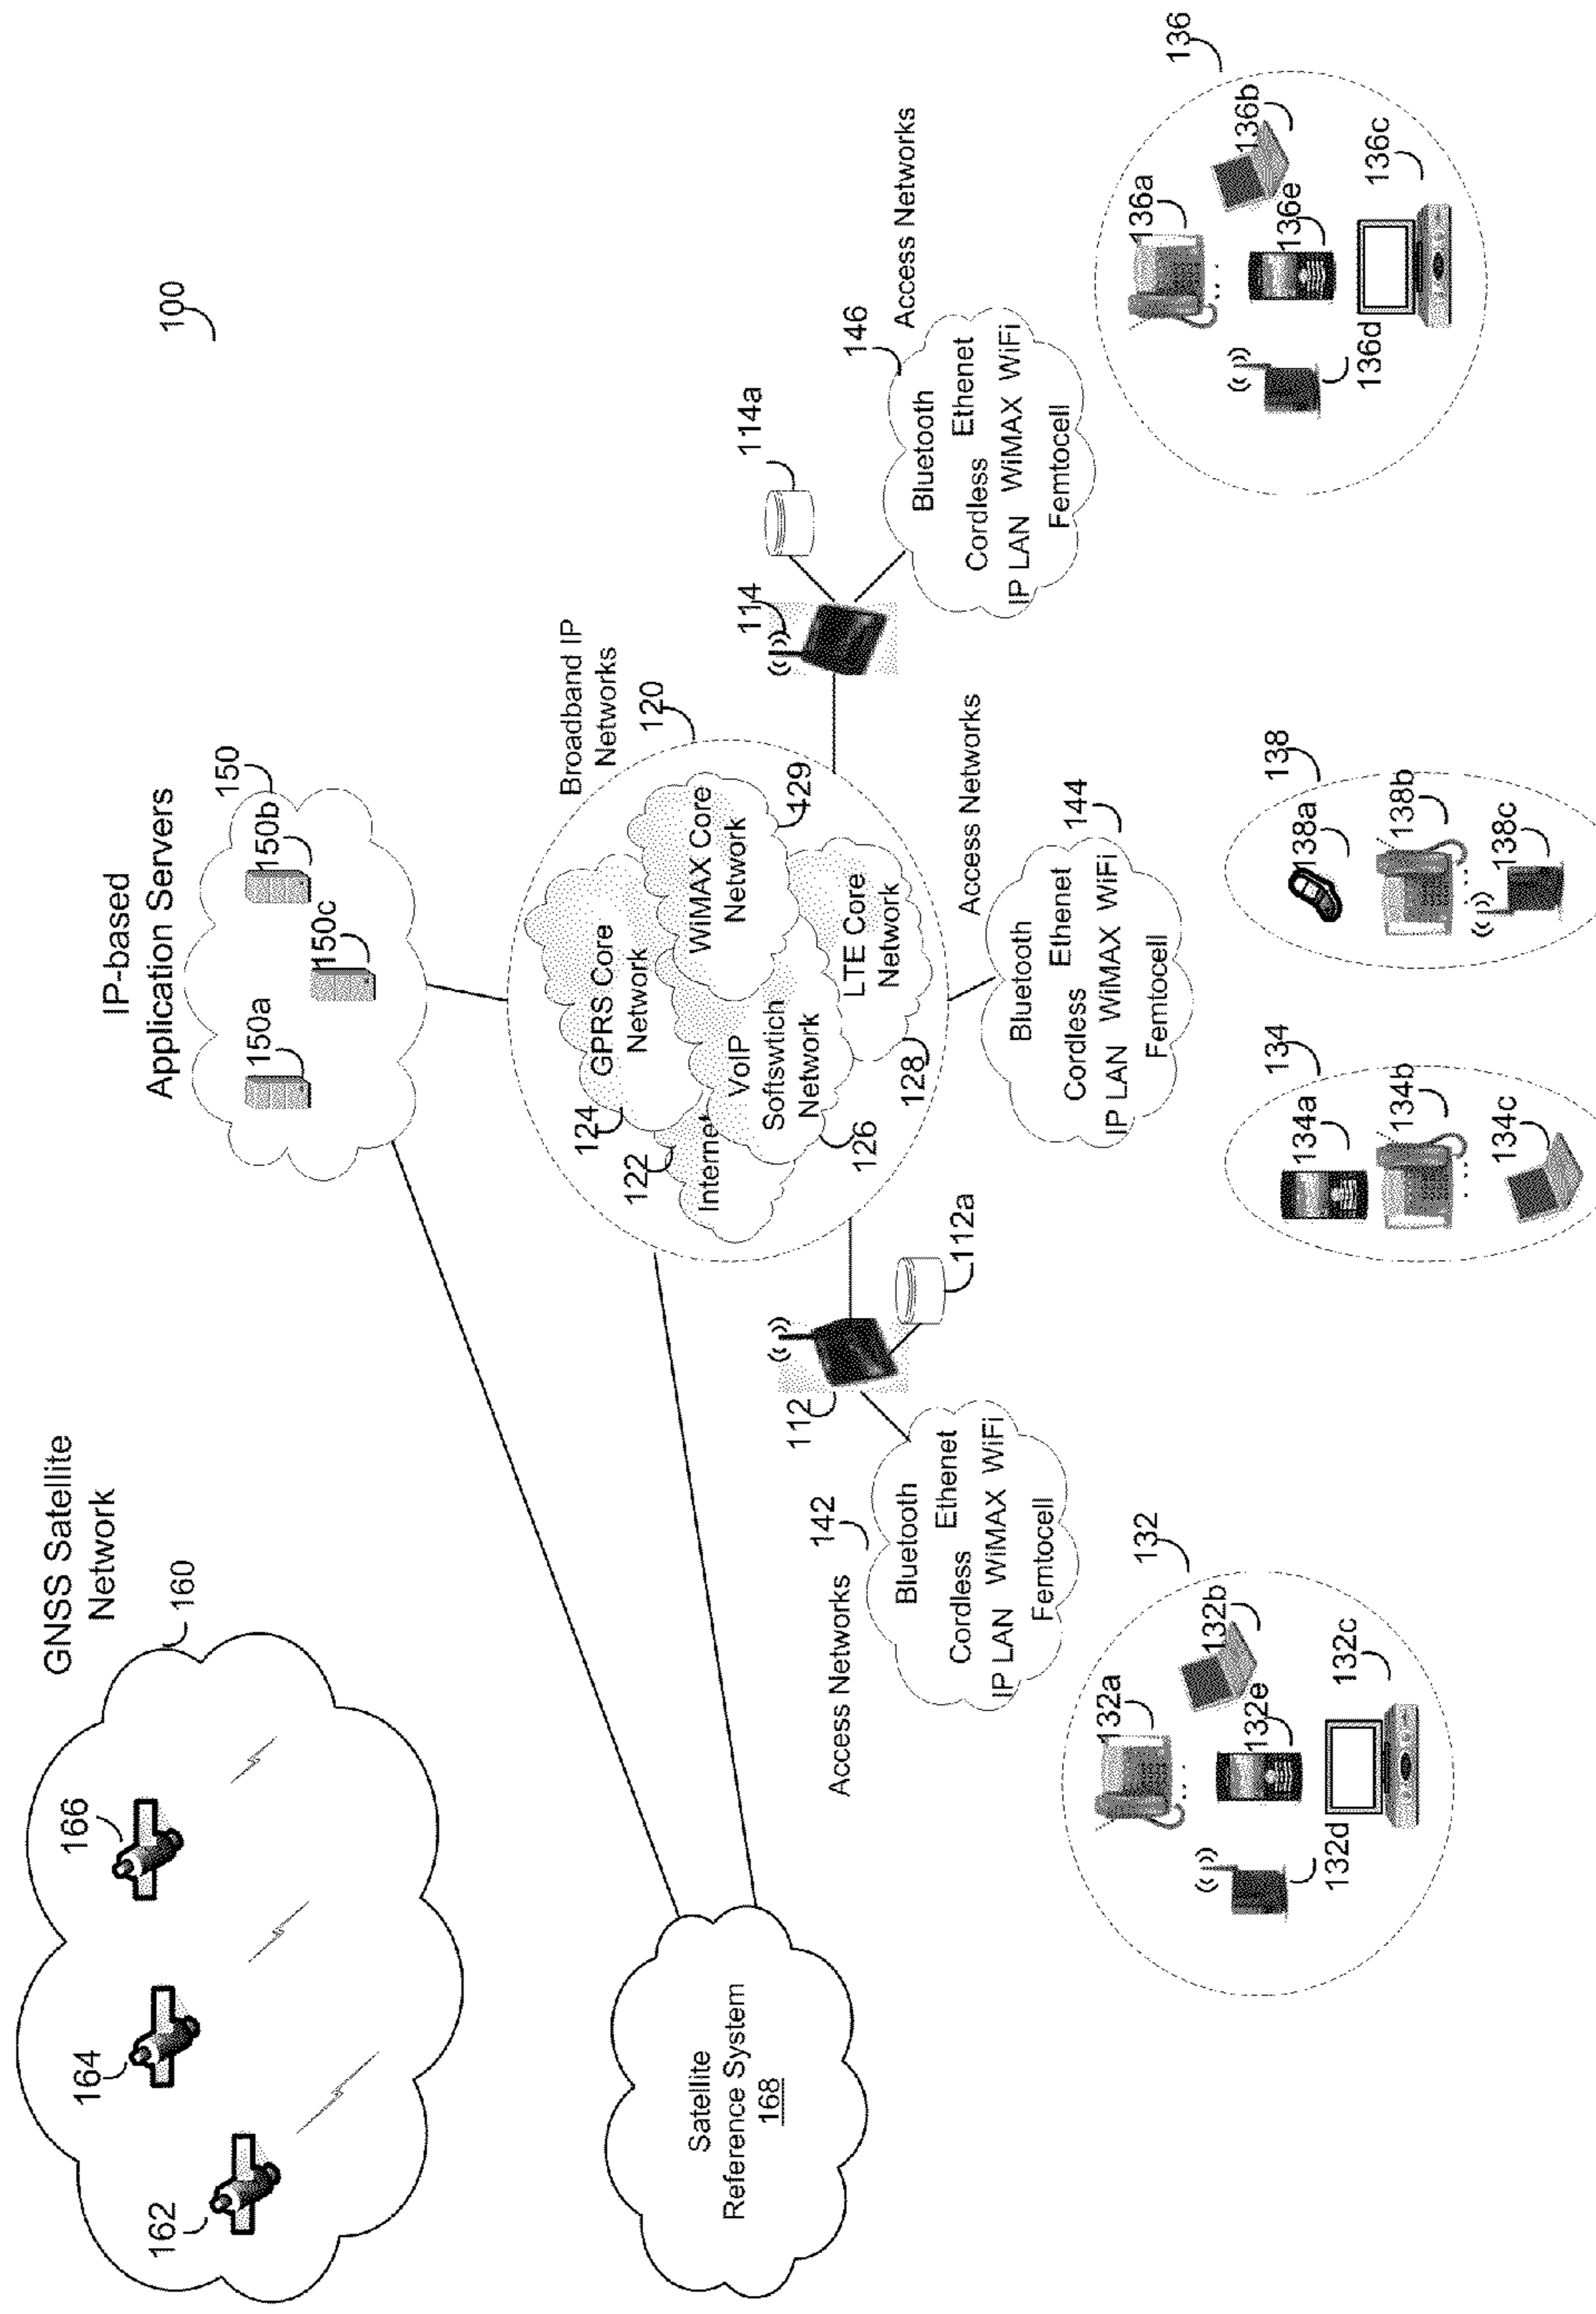 100
GNSS Satellite
Network
160
162
164
166
IP-based
Application Servers
150
150a
150b
150c
Satellite
Reference System
168
Broadband IP
Networks
120
GPRS Core
Network
124
WiMAX Core
Network
129
Internet
122
VoIP
Softswtich
Network
126
LTE Core
Network
128
112
112a
114
114a
Access Networks
142
Bluetooth
Cordless Ethenet
IP LAN WiMAX WiFi
Femtocell
Access Networks
144
Bluetooth
Cordless Ethenet
IP LAN WiMAX WiFi
Femtocell
Access Networks
146
Bluetooth
Cordless Ethenet
IP LAN WiMAX WiFi
Femtocell
132
132a
132b
132e
132d
132c
134
134a
134b
134c
138
138a
138b
138c
136
136a
136b
136e
136d
136c